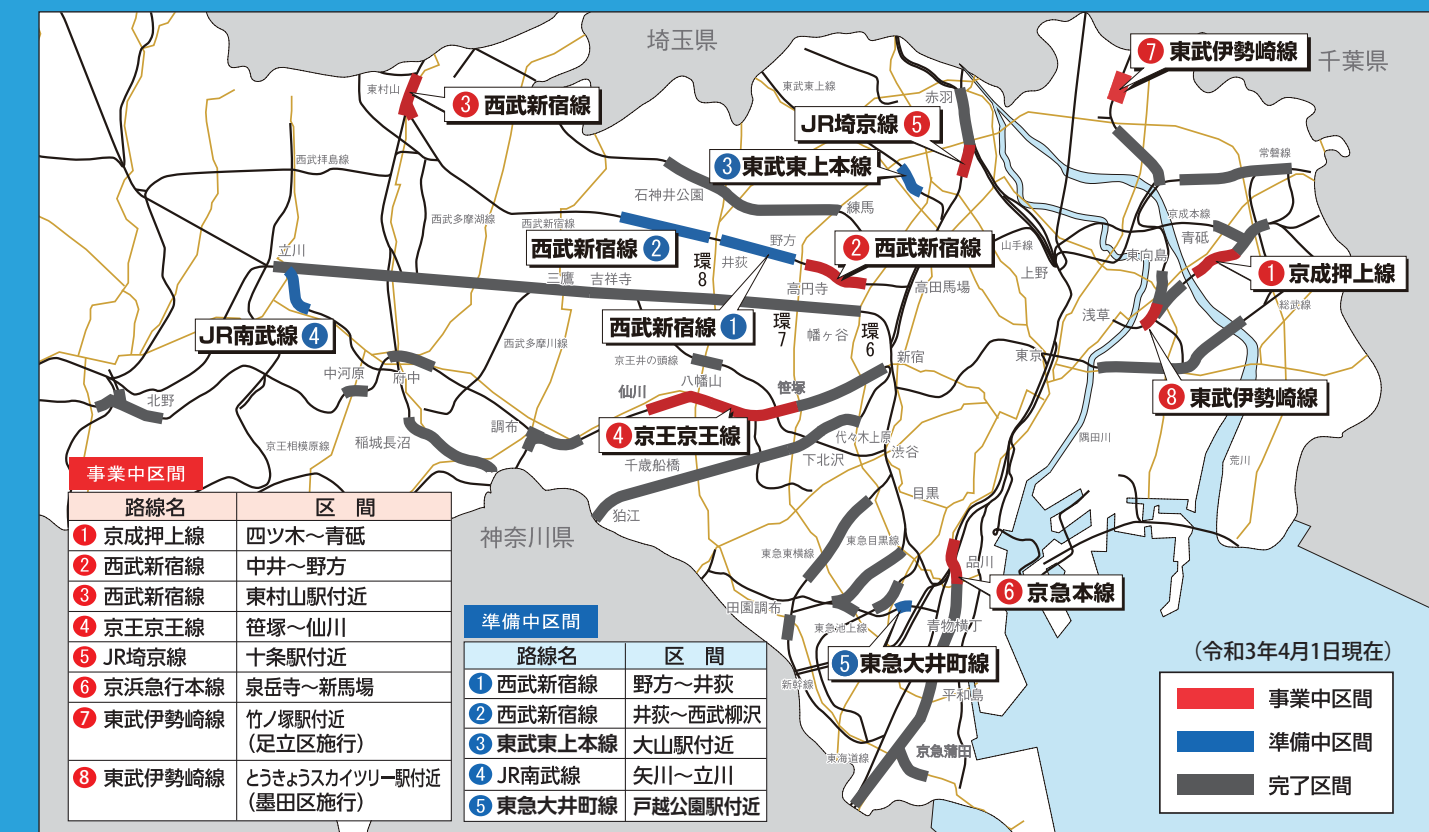 埼玉県
千葉県
⑦ 東武伊勢崎線
東村山
③ 西武新宿線
東武東上線
赤羽
JR埼京線 ⑤
③ 東武東上本線
常磐線
西武拝島線
石神井公園
練馬
西武多摩湖線
西武新宿線
京成本線
青砥
西武新宿線 ②
野方
② 西武新宿線
山手線
東向島
立川
環8
井荻
上野
① 京成押上線
三鷹
吉祥寺
高円寺
高田馬場
総武線
西武新宿線 ①
環7
浅草
JR南武線 ④
幡ヶ谷
環6
西武多摩川線
京王井の頭線
新宿
東京
中河原
府中
八幡山
仙川
笹塚
⑧ 東武伊勢崎線
北野
調布
④ 京王京王線
代々木上原
隅田川
京王相模原線
稲城長沼
千歳船橋
下北沢
渋谷
荒川
目黒
狛江
神奈川県
東急東横線
東急目黒線
品川
⑥ 京急本線
田園調布
東急池上線
青物横丁
⑤ 東急大井町線
新幹線
平和島
東海道線
京急蒲田
事業中区間
路線名 区 間
① 京成押上線 四ツ木～青砥
② 西武新宿線 中井～野方
③ 西武新宿線 東村山駅付近
④ 京王京王線 笹塚～仙川
⑤ JR埼京線 十条駅付近
⑥ 京浜急行本線 泉岳寺～新馬場
⑦ 東武伊勢崎線 竹ノ塚駅付近
(足立区施行)
⑧ 東武伊勢崎線 とうきょうスカイツリー駅付近
(墨田区施行)
準備中区間
路線名 区 間
① 西武新宿線 野方～井荻
② 西武新宿線 井荻～西武柳沢
③ 東武東上本線 大山駅付近
④ JR南武線 矢川～立川
⑤ 東急大井町線 戸越公園駅付近
(令和3年4月1日現在)
事業中区間
準備中区間
完了区間